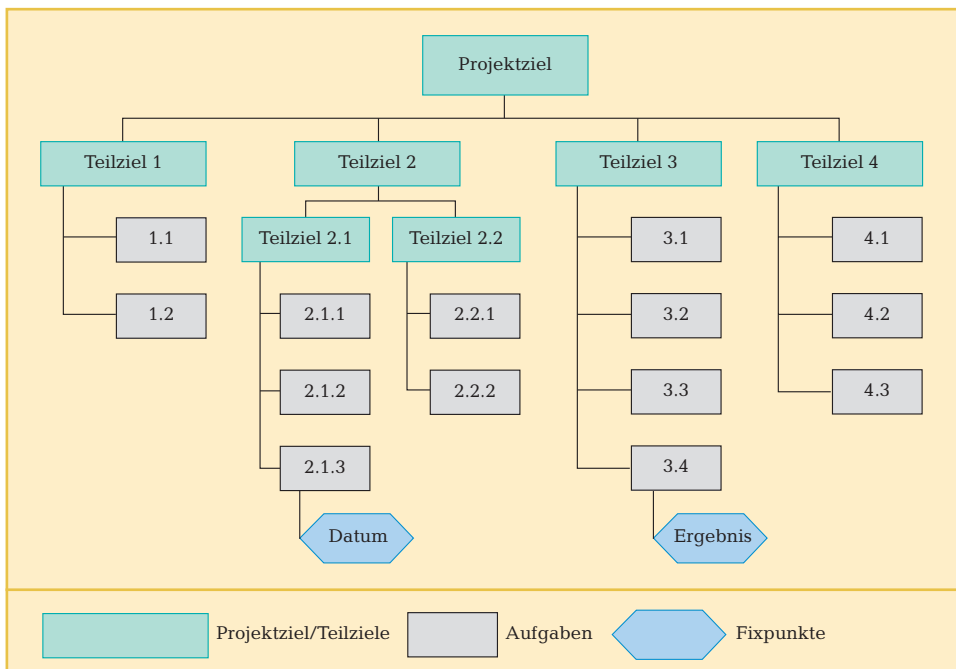 Projektziel
Teilziel 1
Teilziel 2
Teilziel 3
Teilziel 4
1.1
Teilziel 2.1
Teilziel 2.2
3.1
4.1
1.2
2.1.1
2.2.1
3.2
4.2
2.1.2
2.2.2
3.3
4.3
2.1.3
3.4
Datum
Ergebnis
Projektziel/Teilziele
Aufgaben
Fixpunkte